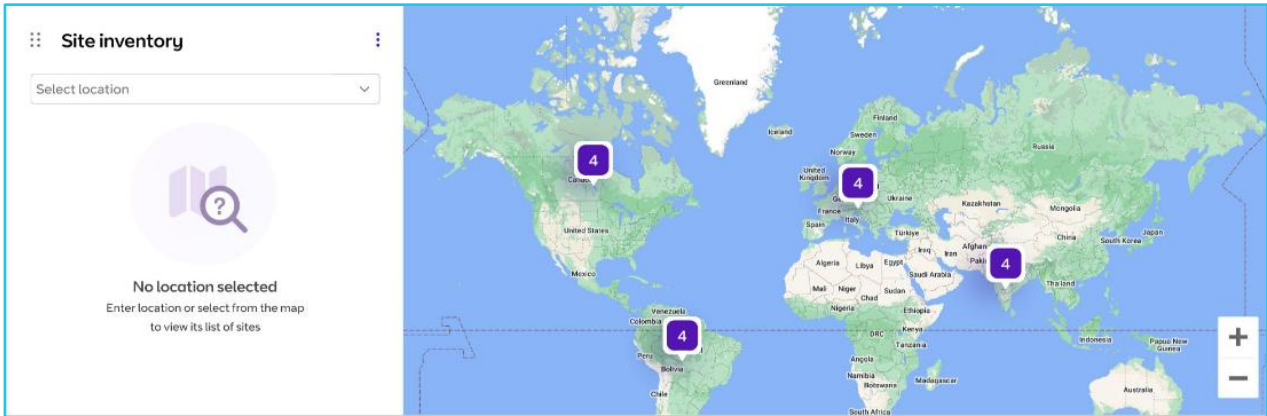 Site inventory
Select location
No location selected
Enter location or select from the map
to view its list of sites
Greenland
Iceland
Finland
Sweden
Norway
Russia
4
United
Kingdom
4
Ukraine
France
Italy
Spain
Kazakhstan
Mongolia
United States
Türkiye
China
South Korea
Japan
Iraq
Iran
Afghan
Paki
4
Algeria
Libya
Egypt
Saudi Arabia
Mexico
Thailand
Mali
Niger
Chad
Sudan
Nigeria
Ethiopia
Venezuela
Colombia
4
DRC
Kenya
Tanzania
Indonesia
Papua New
Guinea
Peru
Bolivia
Angola
Namibia
Botswana
Madagascar
Chile
South Africa
Australia
+
−